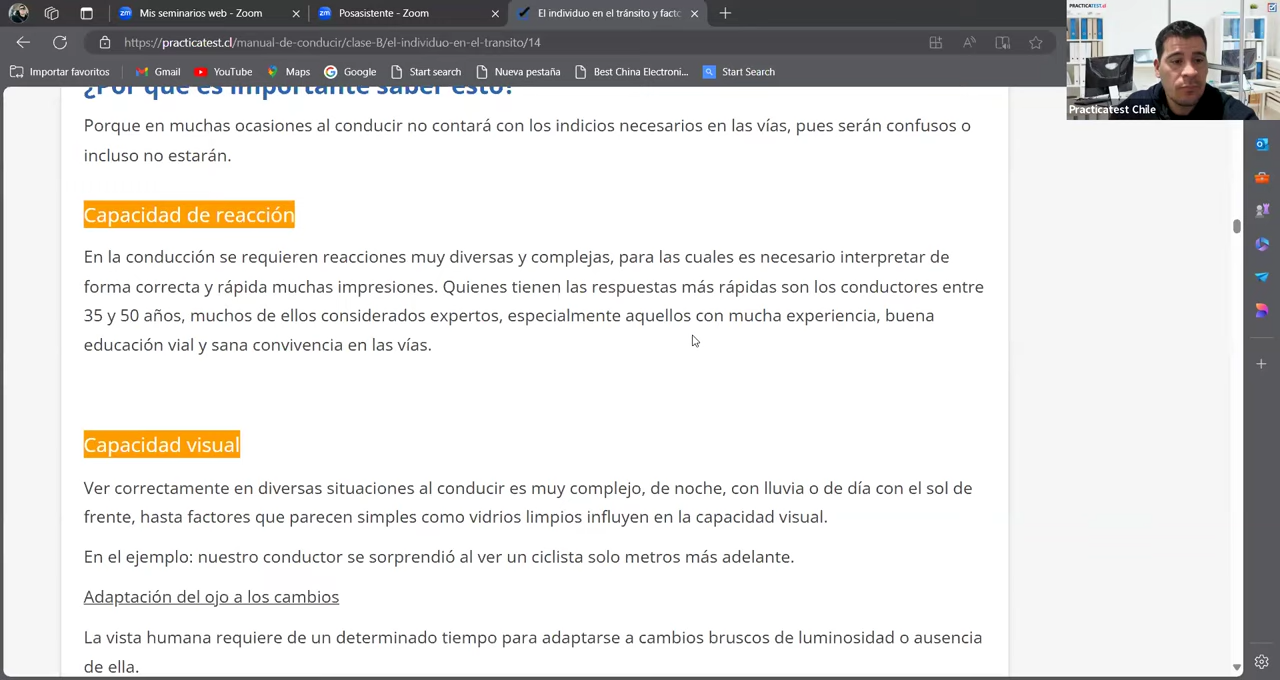 Mis seminarios web - Zoom
Posasistente - Zoom
El individuo en el tránsito y facto
https://practicatest.cl/manual-de-conducir/clase-B/el-individuo-en-el-transito/14
Importar favoritos
Gmail
YouTube
Maps
Google
Start search
Nueva pestaña
Best China Electroni...
Start Search
PRACTICATEST.cl
Practicatest Chile
¿Por qué es importante saber esto?
Porque en muchas ocasiones al conducir no contará con los indicios necesarios en las vías, pues serán confusos o
incluso no estarán.
Capacidad de reacción
En la conducción se requieren reacciones muy diversas y complejas, para las cuales es necesario interpretar de
forma correcta y rápida muchas impresiones. Quienes tienen las respuestas más rápidas son los conductores entre
35 y 50 años, muchos de ellos considerados expertos, especialmente aquellos con mucha experiencia, buena
educación vial y sana convivencia en las vías.
Capacidad visual
Ver correctamente en diversas situaciones al conducir es muy complejo, de noche, con lluvia o de día con el sol de
frente, hasta factores que parecen simples como vidrios limpios influyen en la capacidad visual.
En el ejemplo: nuestro conductor se sorprendió al ver un ciclista solo metros más adelante.
Adaptación del ojo a los cambios
La vista humana requiere de un determinado tiempo para adaptarse a cambios bruscos de luminosidad o ausencia
de ella.